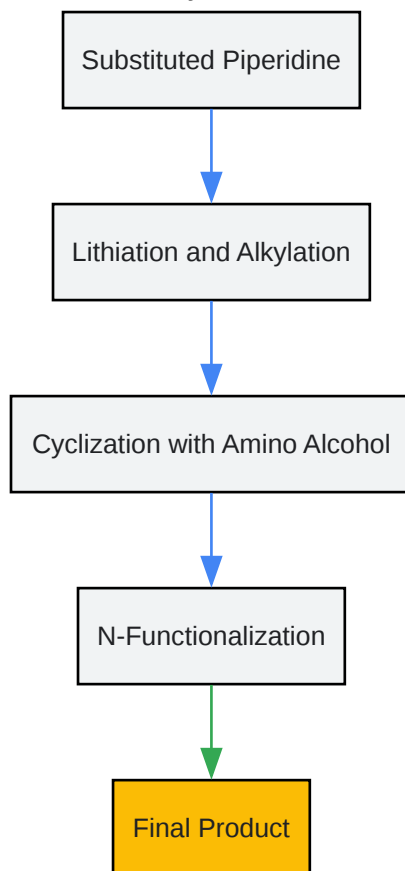 Substituted Piperidine
Lithiation and Alkylation
Cyclization with Amino Alcohol
N-Functionalization
Final Product